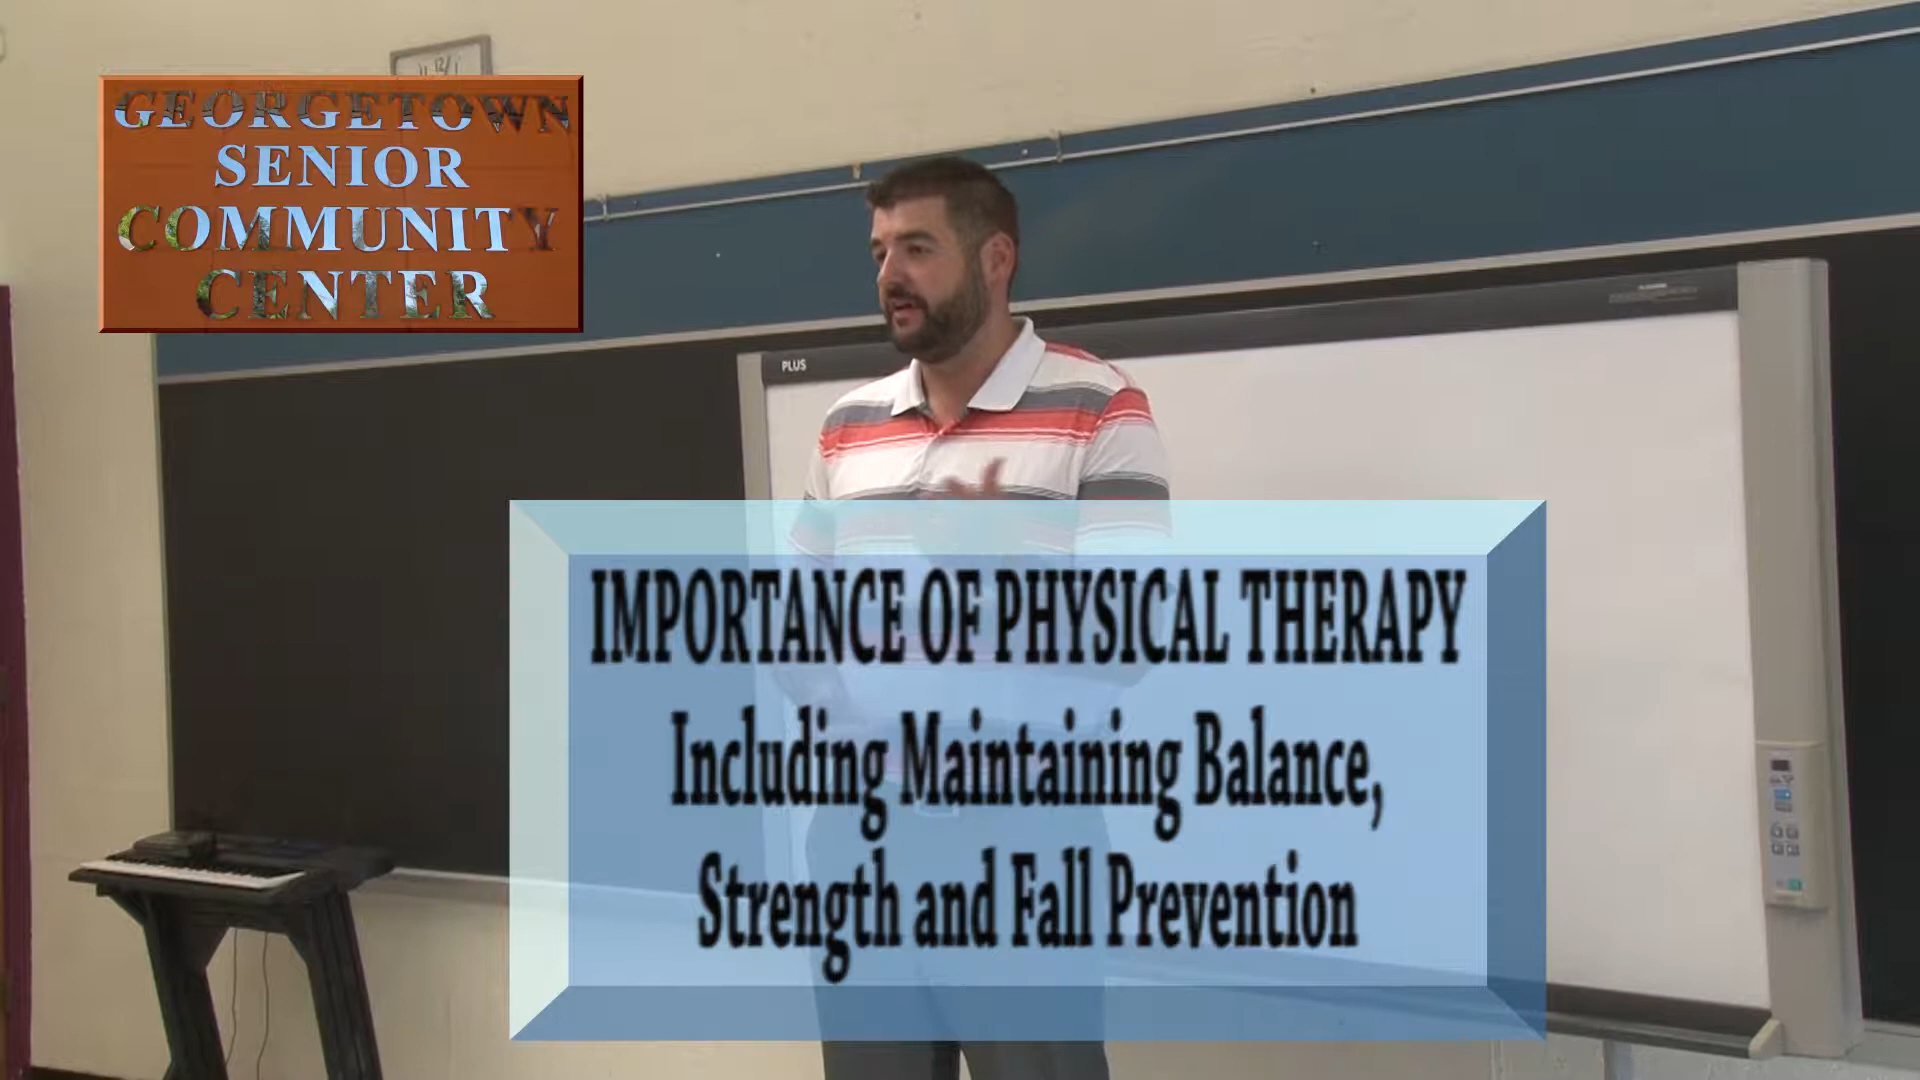 GEORGETOWN
SENIOR
COMMUNITY
CENTER
PLUS
IMPORTANCE OF PHYSICAL THERAPY
Including Maintaining Balance,
Strength and Fall Prevention